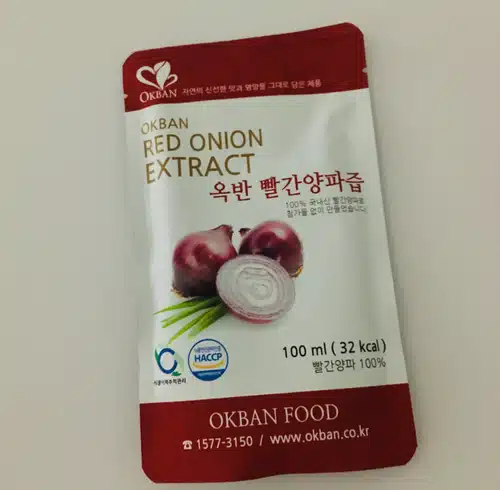 OKBAN 자연의 신선한 맛과 영양을 그대로 담은 제품
OKBAN
RED ONION
EXTRACT
옥반 빨간양파즙
100% 국내산 빨간양파로
첨가물 없이 만들었습니다
HACCP
100 ml ( 32 kcal)
빨간양파 100%
OKBAN FOOD
☎ 1577-3150 / www.okban.co.kr